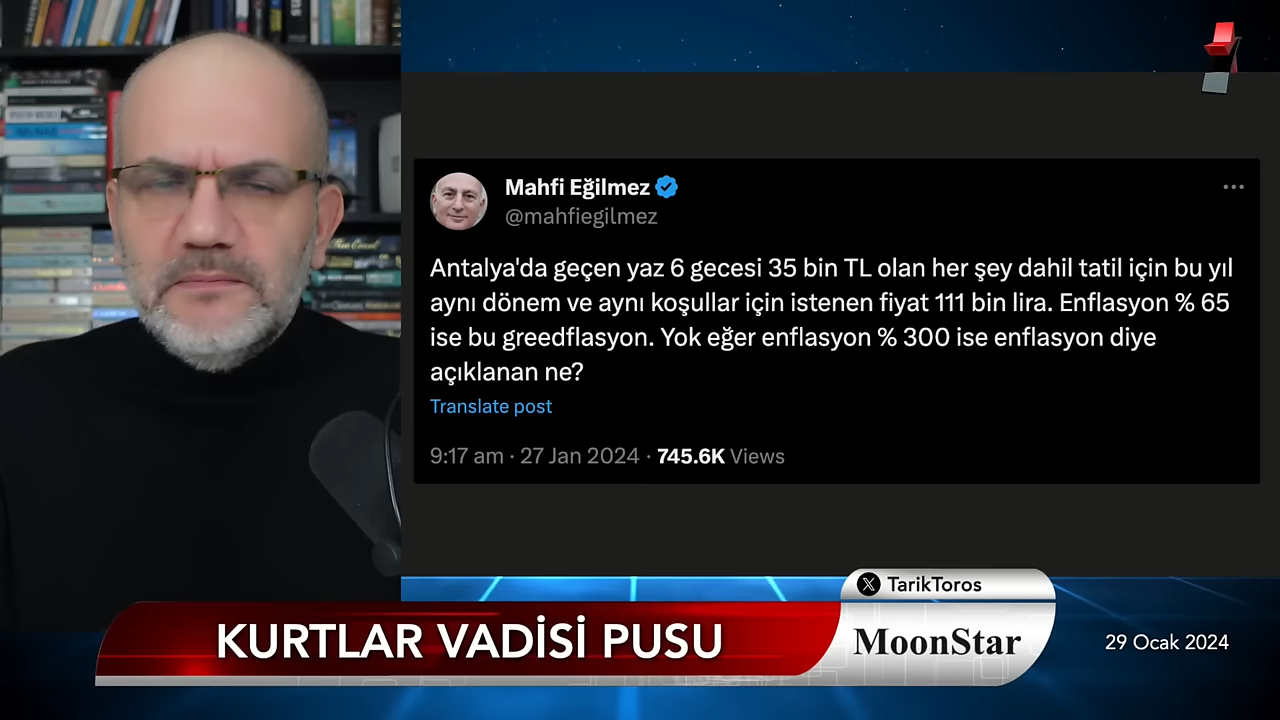 Mahfi Eğilmez
@mahfiegilmez
Antalya'da geçen yaz 6 gecesi 35 bin TL olan her şey dahil tatil için bu yıl
aynı dönem ve aynı koşullar için istenen fiyat 111 bin lira. Enflasyon % 65
ise bu greedflasyon. Yok eğer enflasyon % 300 ise enflasyon diye
açıklanan ne?
Translate post
9:17 am · 27 Jan 2024 · 745.6K Views
TarikToros
KURTLAR VADİSİ PUSU
MoonStar
29 Ocak 2024